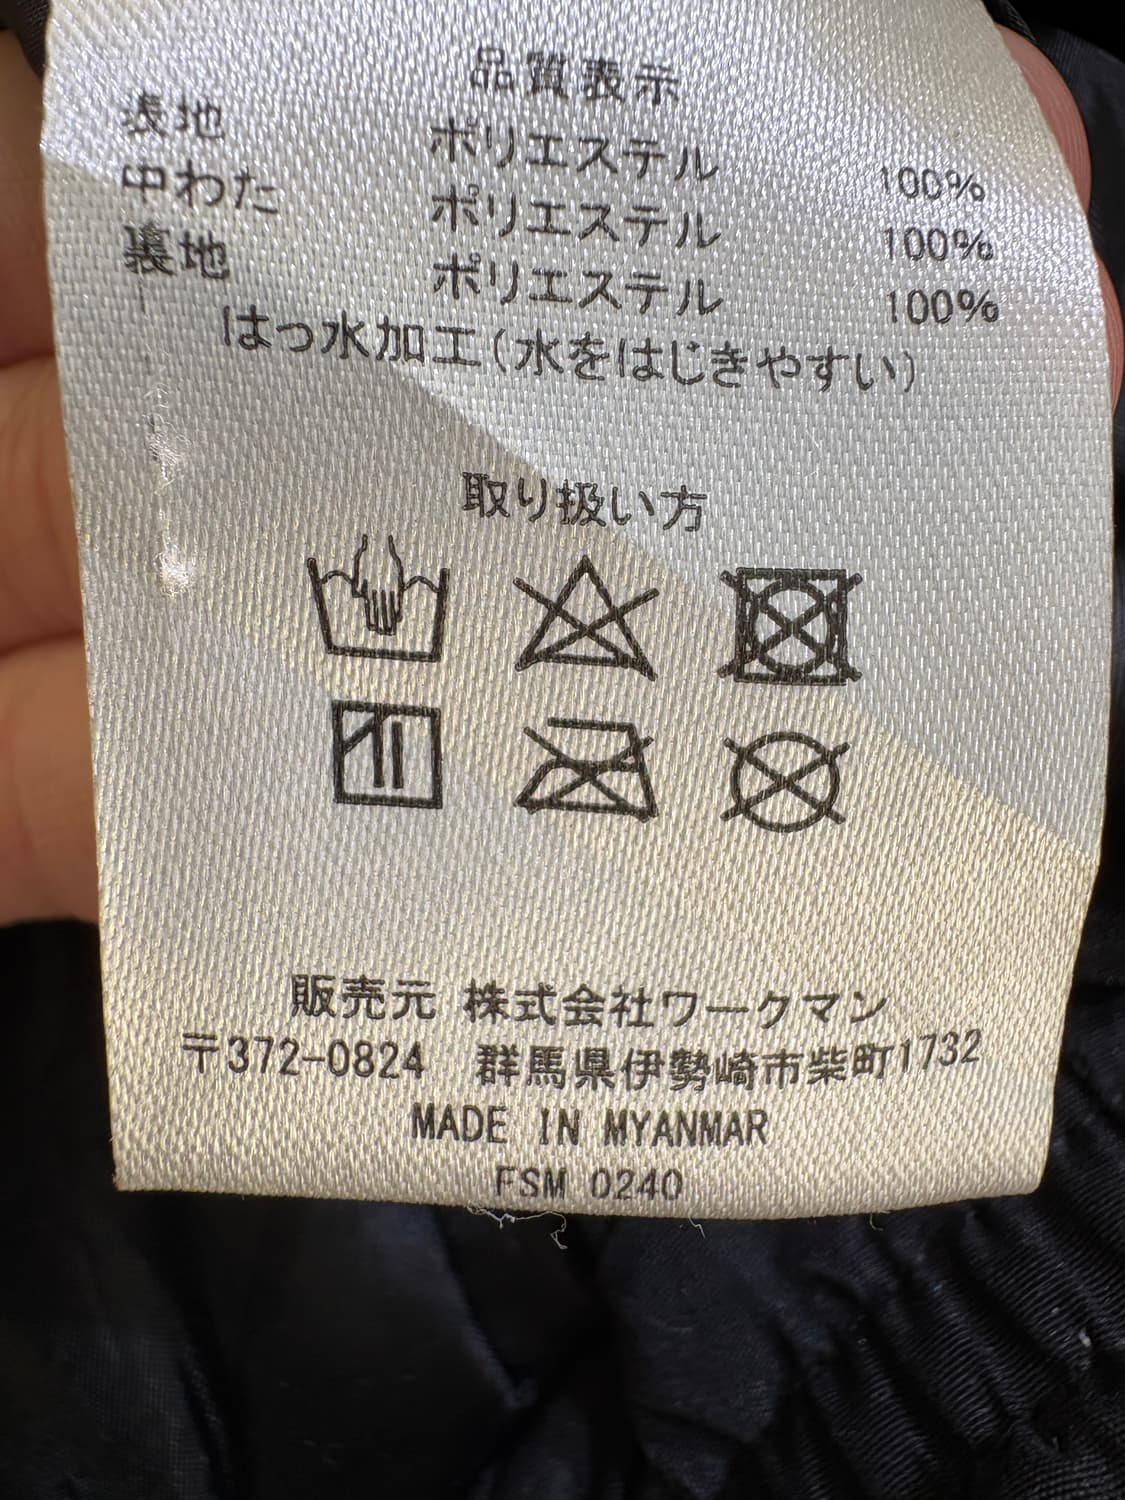 品質表示
表地 ポリエステル 100%
中わた ポリエステル 100%
裏地 ポリエステル 100%
はっ水加工(水をはじきやすい)
取り扱い方
販売元 株式会社ワークマン
〒372-0824 群馬県伊勢崎市柴町1732
MADE IN MYANMAR
FSM 0240